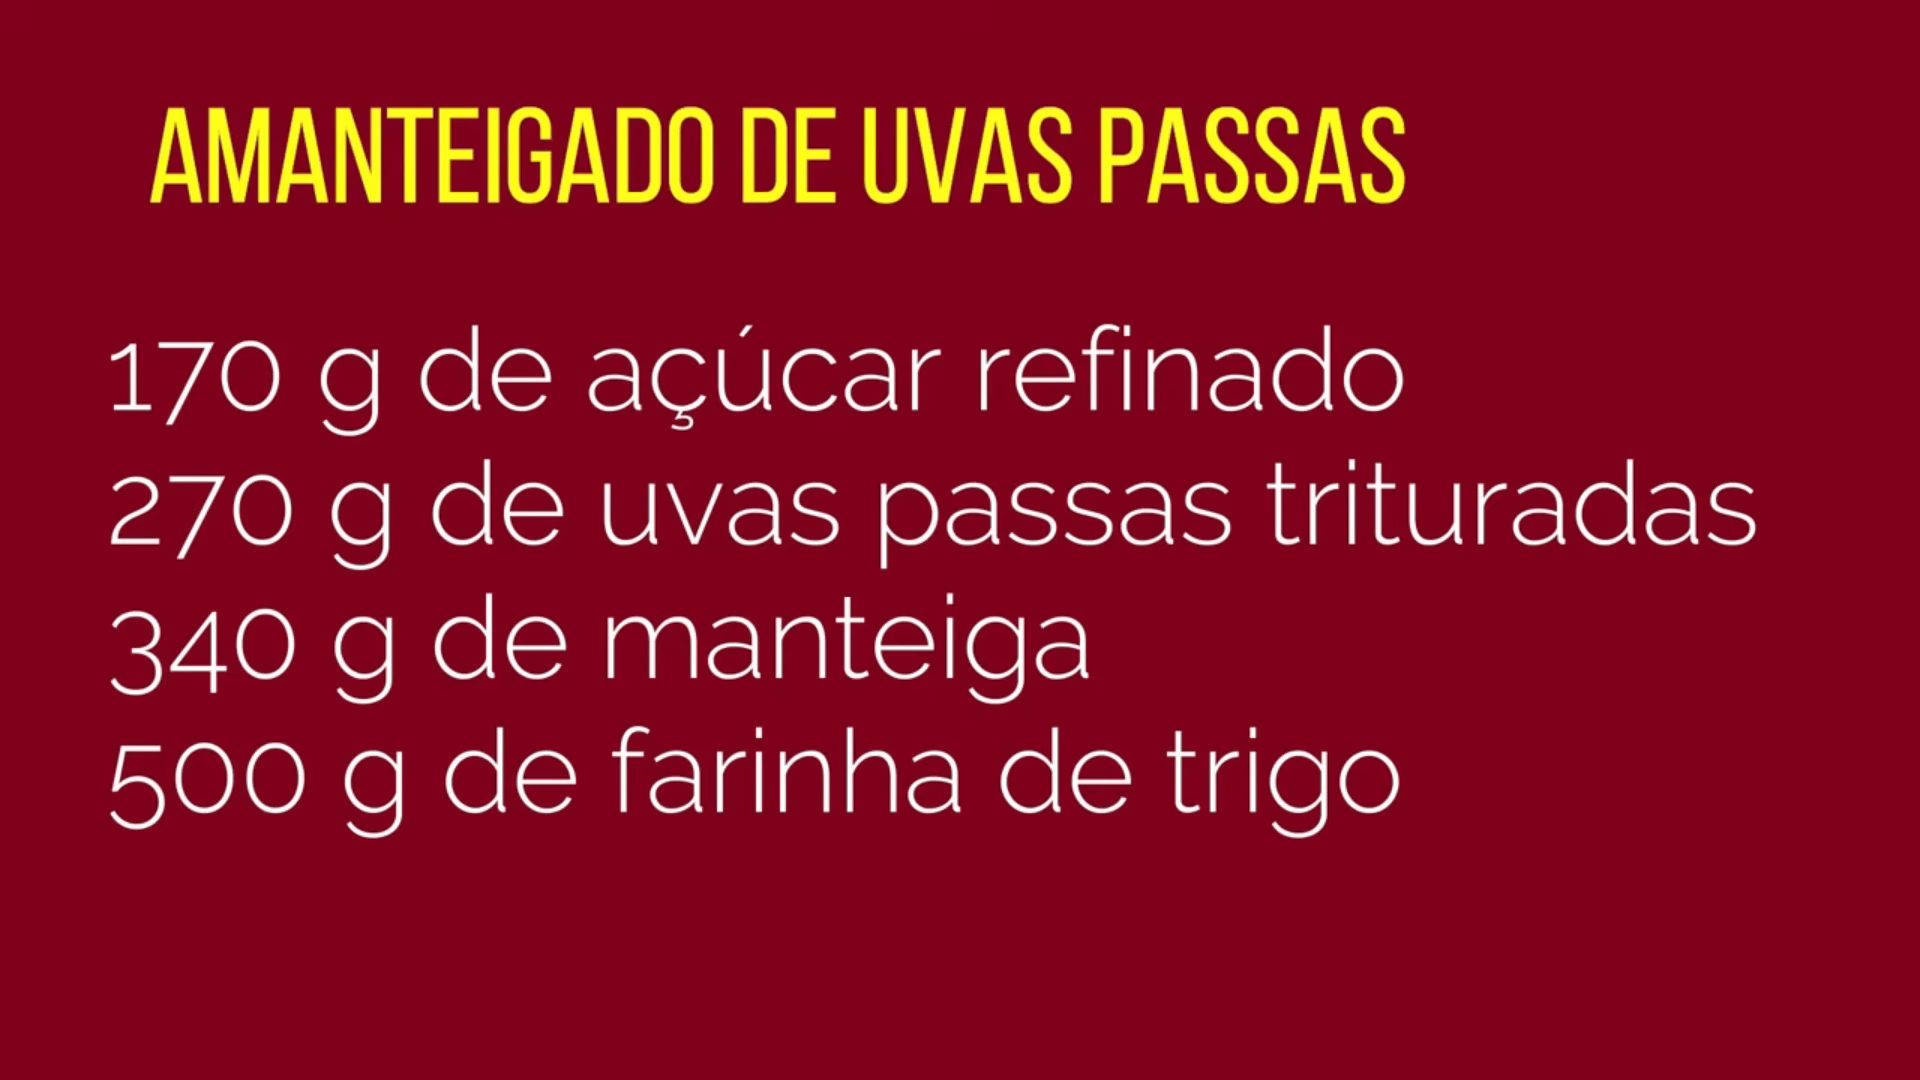 AMANTEIGADO DE UVAS PASSAS
170 g de açúcar refinado
270 g de uvas passas trituradas
340 g de manteiga
500 g de farinha de trigo